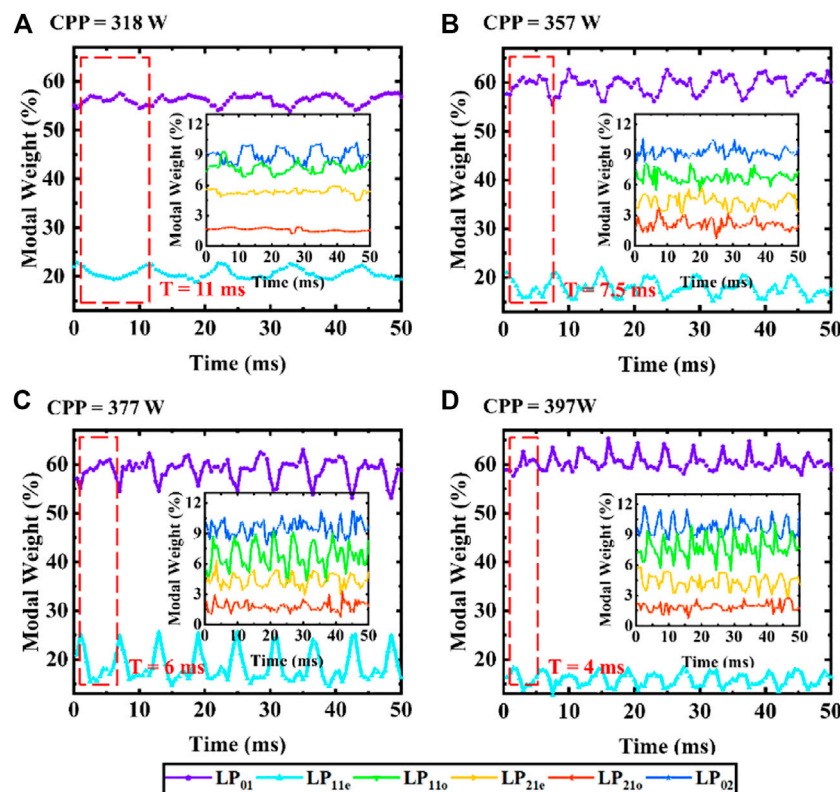 A CPP = 318 W
Modal Weight (%)
60
50
40
30
20
Modal Weight (%)
12
9
6
3
0
0 10 20 30 40 50
Time (ms)
T = 11 ms
0 10 20 30 40 50
Time (ms)
B CPP = 357 W
Modal Weight (%)
60
50
40
30
20
Modal Weight (%)
12
9
6
3
0
0 10 20 30 40 50
Time (ms)
T = 7.5 ms
0 10 20 30 40 50
Time (ms)
C CPP = 377 W
Modal Weight (%)
60
50
40
30
20
Modal Weight (%)
12
9
6
3
0
0 10 20 30 40 50
Time (ms)
T = 6 ms
0 10 20 30 40 50
Time (ms)
D CPP = 397W
Modal Weight (%)
60
50
40
30
20
Modal Weight (%)
12
9
6
3
0
0 10 20 30 40 50
Time (ms)
T = 4 ms
0 10 20 30 40 50
Time (ms)
LP01 LP11e LP11o LP21e LP21o LP02